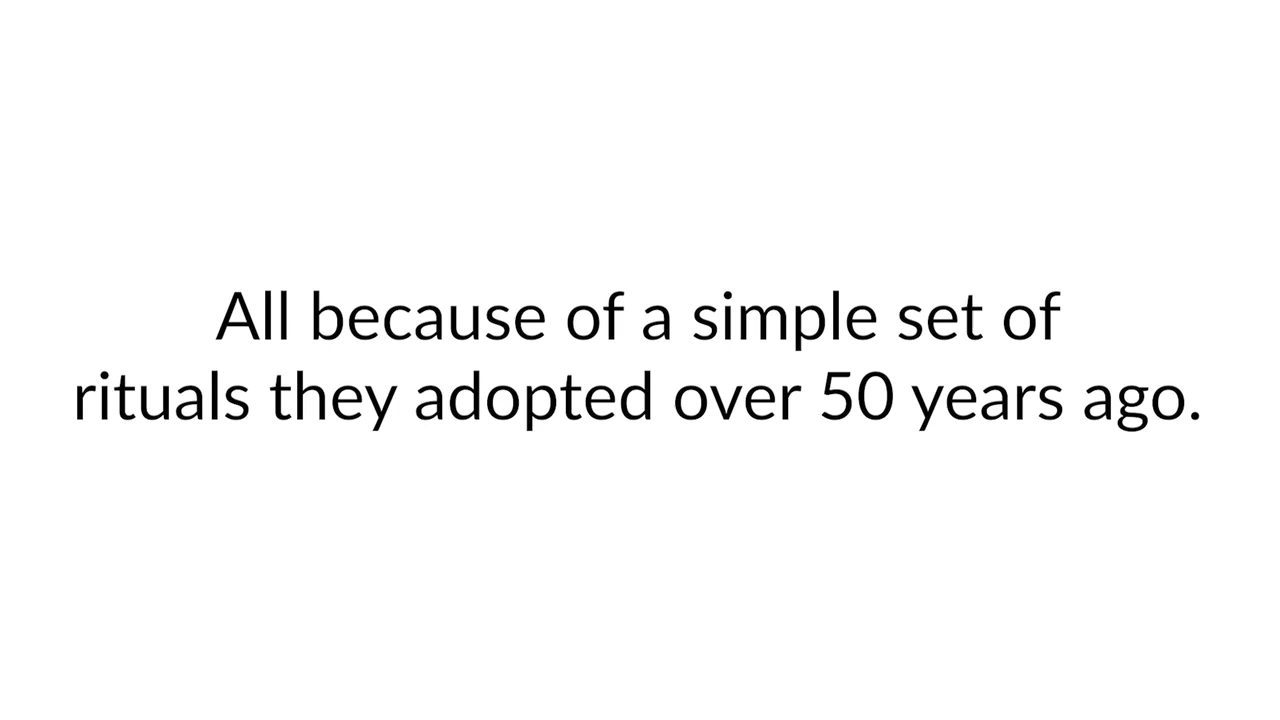 All because of a simple set of
rituals they adopted over 50 years ago.